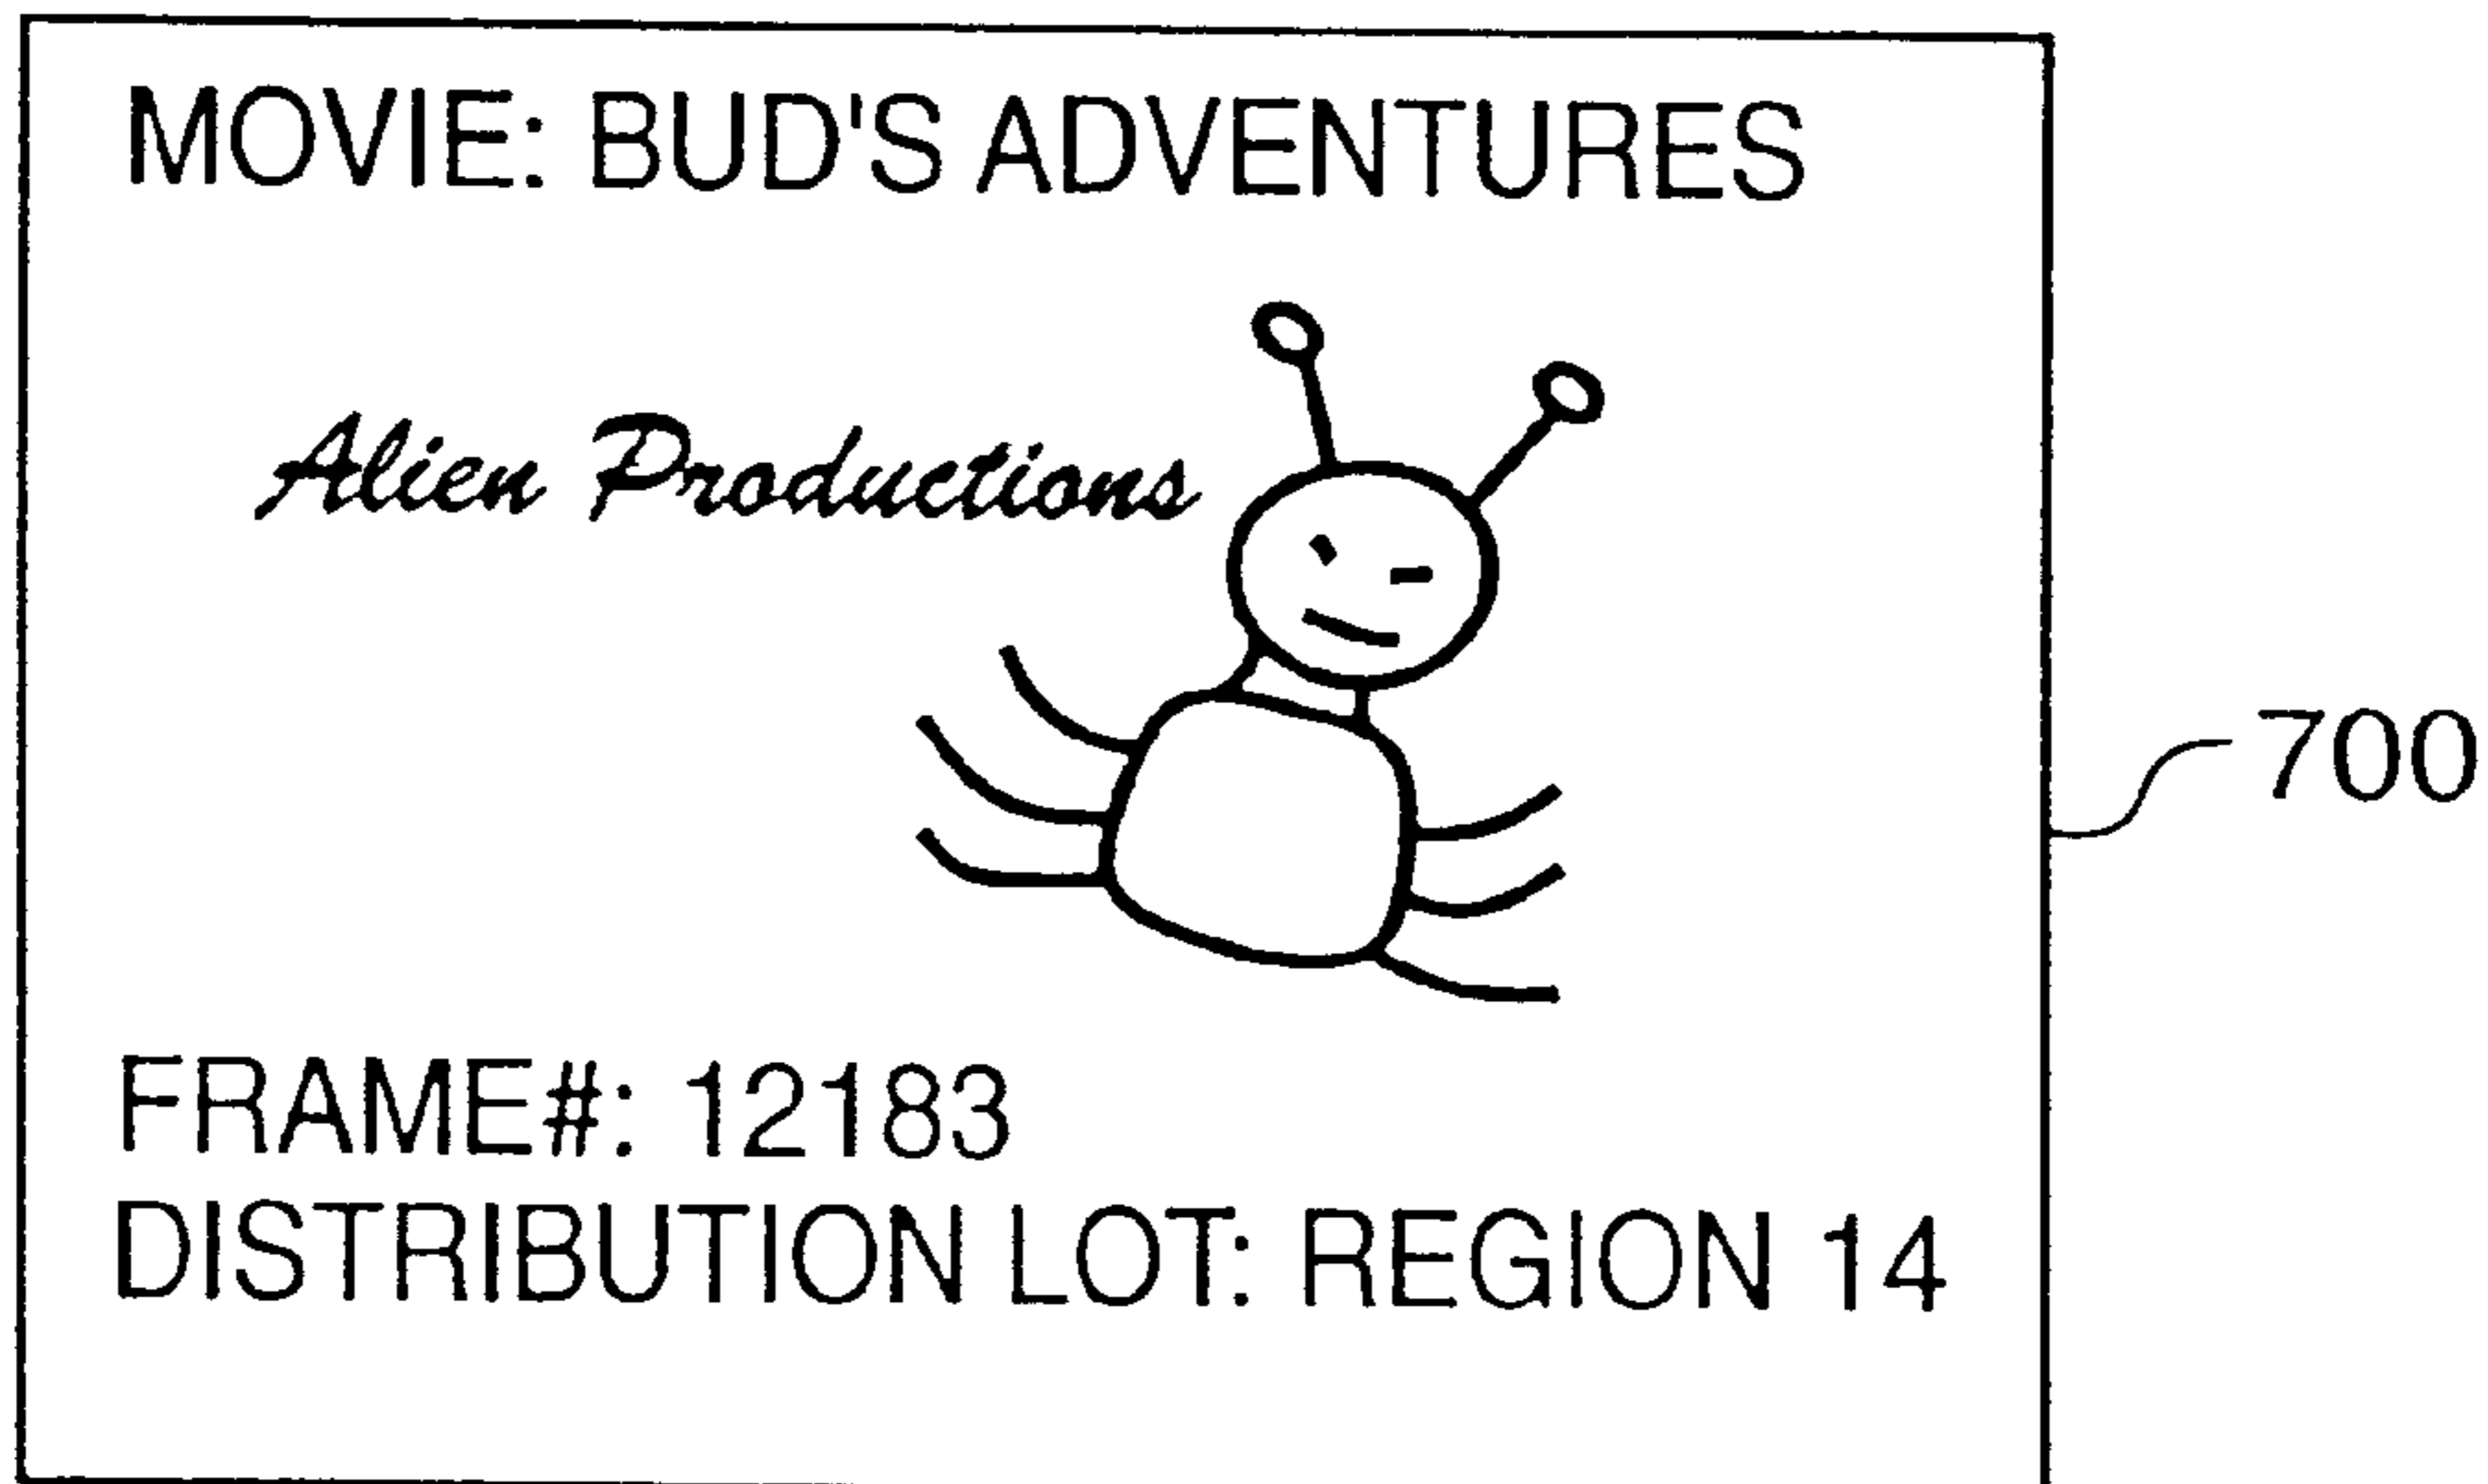 MOVIE: BUD'S ADVENTURES
Alien Productions
700
FRAME#: 12183
DISTRIBUTION LOT: REGION 14